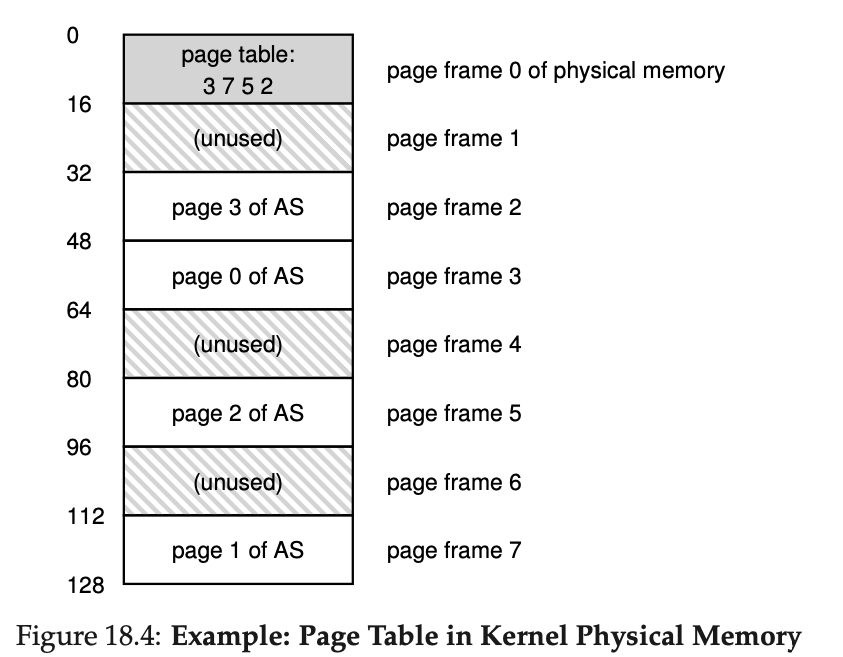 0
page table:
3 7 5 2
page frame 0 of physical memory
16
(unused)
page frame 1
32
page 3 of AS
page frame 2
48
page 0 of AS
page frame 3
64
(unused)
page frame 4
80
page 2 of AS
page frame 5
96
(unused)
page frame 6
112
page 1 of AS
page frame 7
128
Figure 18.4: Example: Page Table in Kernel Physical Memory